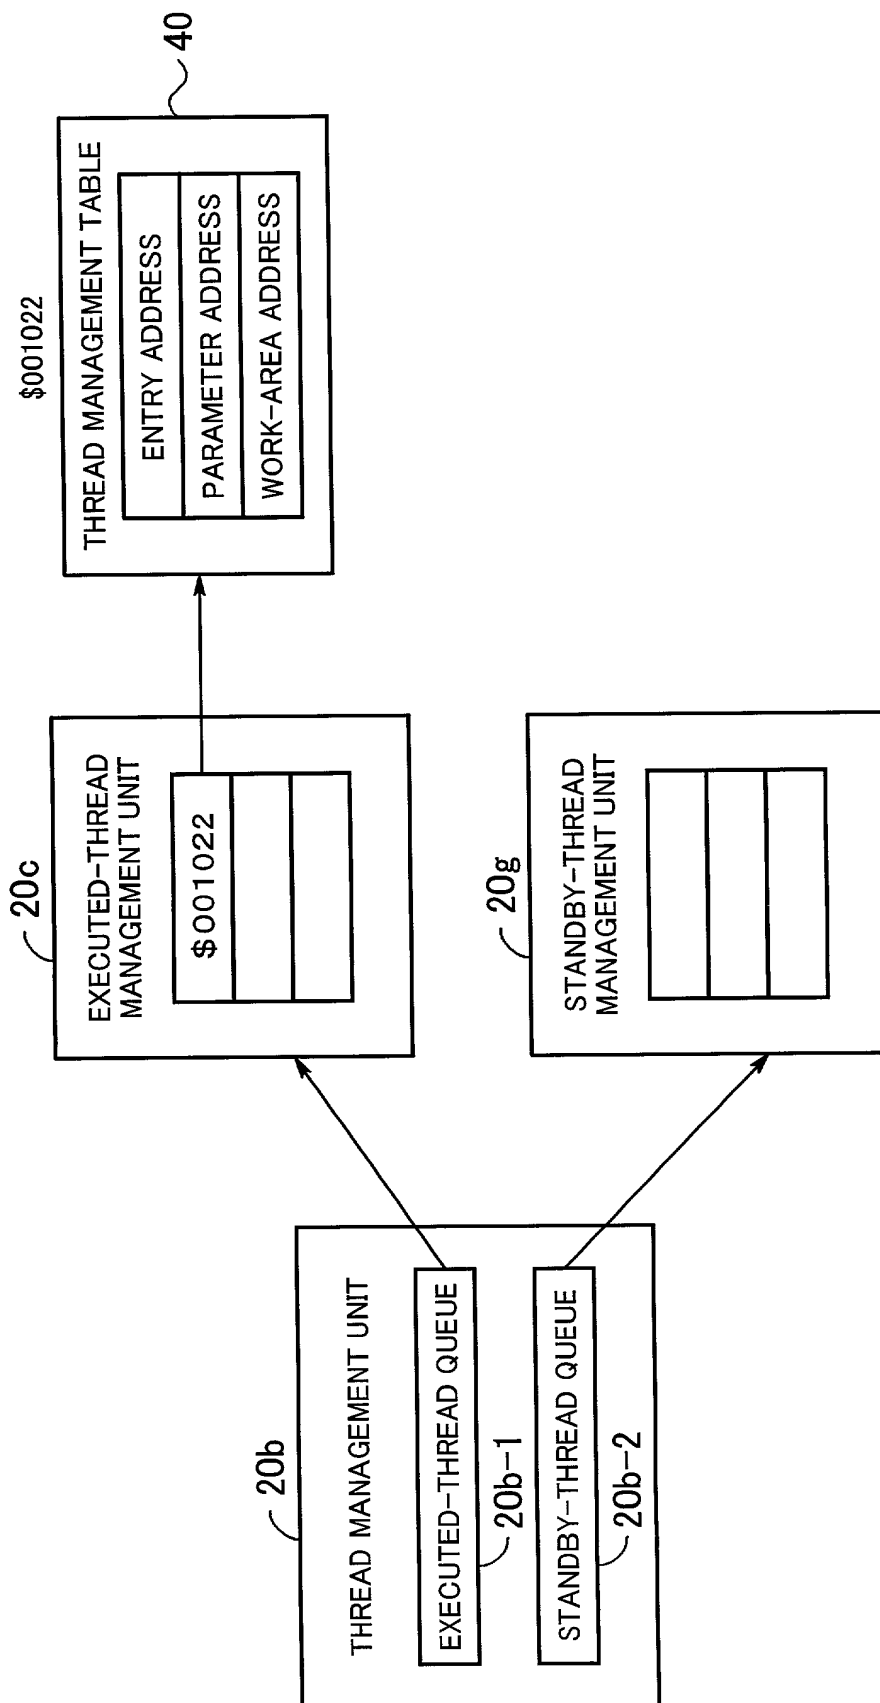 20b
THREAD MANAGEMENT UNIT
EXECUTED-THREAD QUEUE
20b-1
STANDBY-THREAD QUEUE
20b-2
20c
EXECUTED-THREAD
MANAGEMENT UNIT
$001022
20g
STANDBY-THREAD
MANAGEMENT UNIT
$001022
THREAD MANAGEMENT TABLE
40
ENTRY ADDRESS
PARAMETER ADDRESS
WORK-AREA ADDRESS